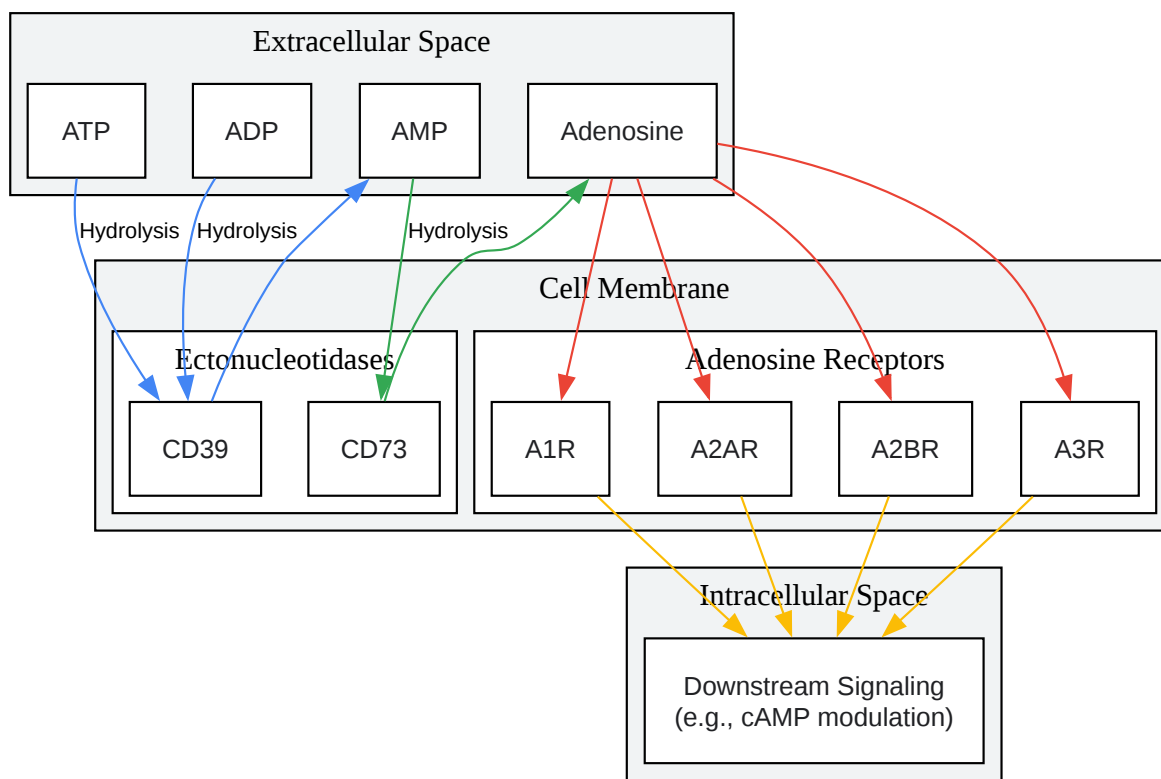 Extracellular Space
ATP
ADP
AMP
Adenosine
Hydrolysis
Hydrolysis
Hydrolysis
Cell Membrane
Ectonucleotidases
Adenosine Receptors
CD39
CD73
A1R
A2AR
A2BR
A3R
Intracellular Space
Downstream Signaling
(e.g., cAMP modulation)